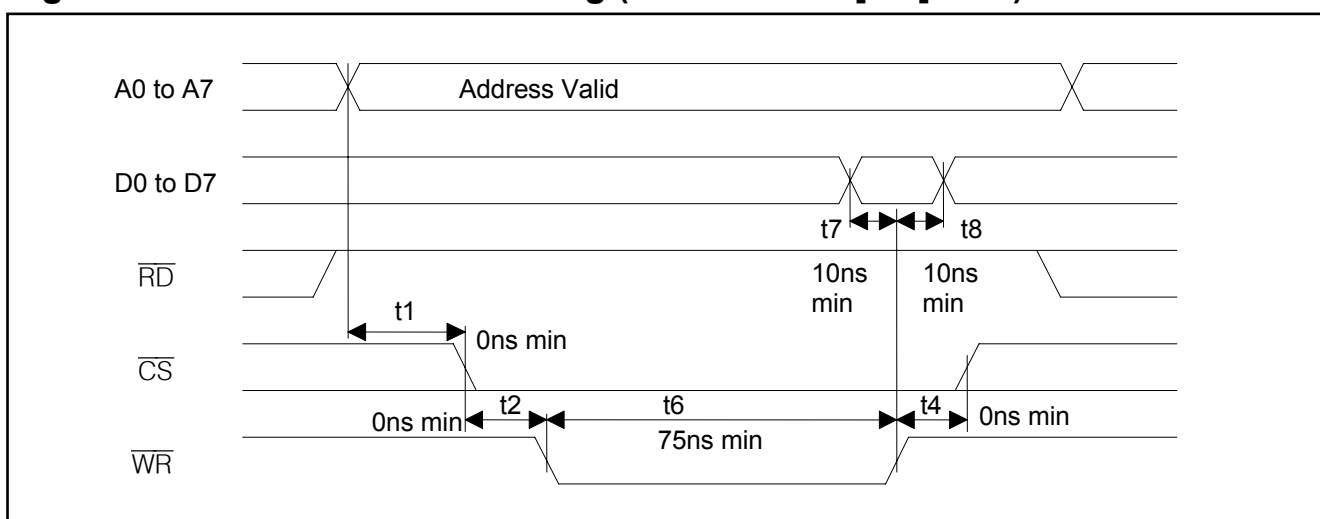 A0 to A7
Address Valid
D0 to D7
t7
t8
RD
10ns
min
10ns
min
t1
0ns min
CS
0ns min
t2
t6
t4
0ns min
75ns min
WR